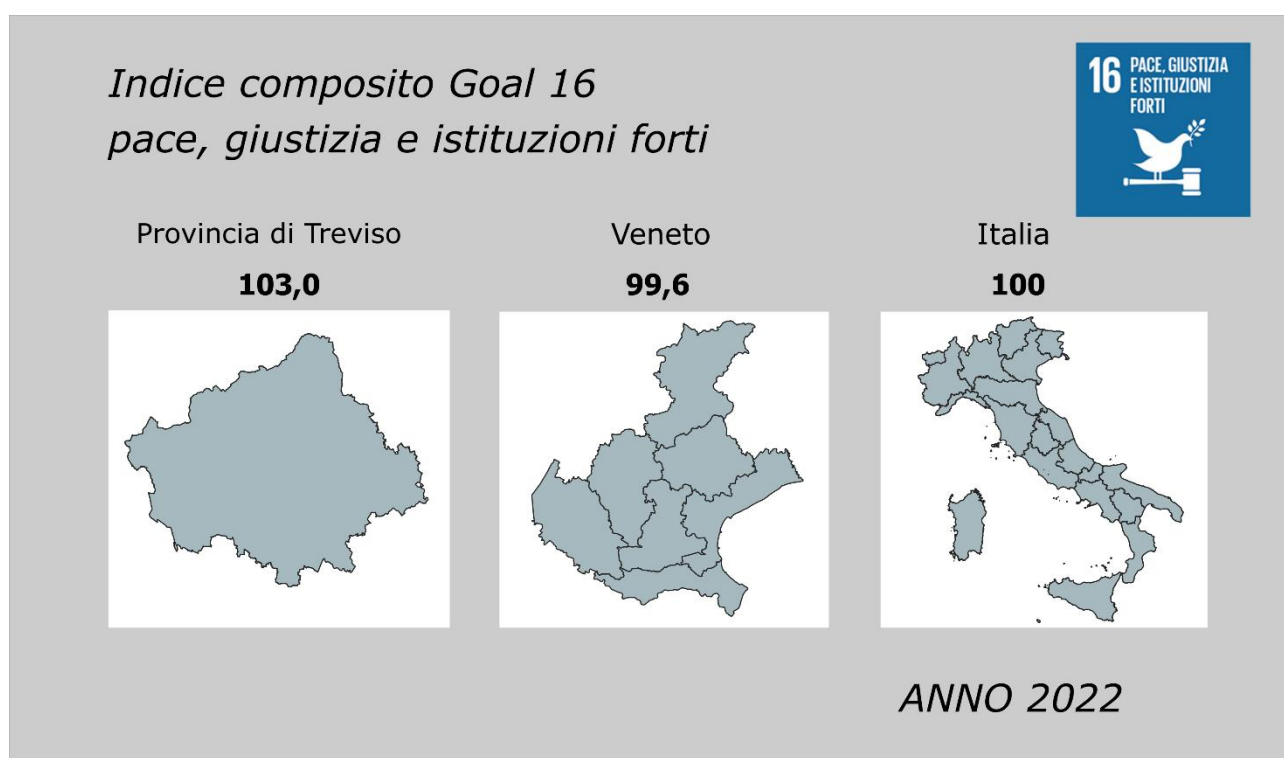 Indice composito Goal 16
pace, giustizia e istituzioni forti
16 PACE, GIUSTIZIA
E ISTITUZIONI
FORTI
Provincia di Treviso
103,0
Veneto
99,6
Italia
100
ANNO 2022